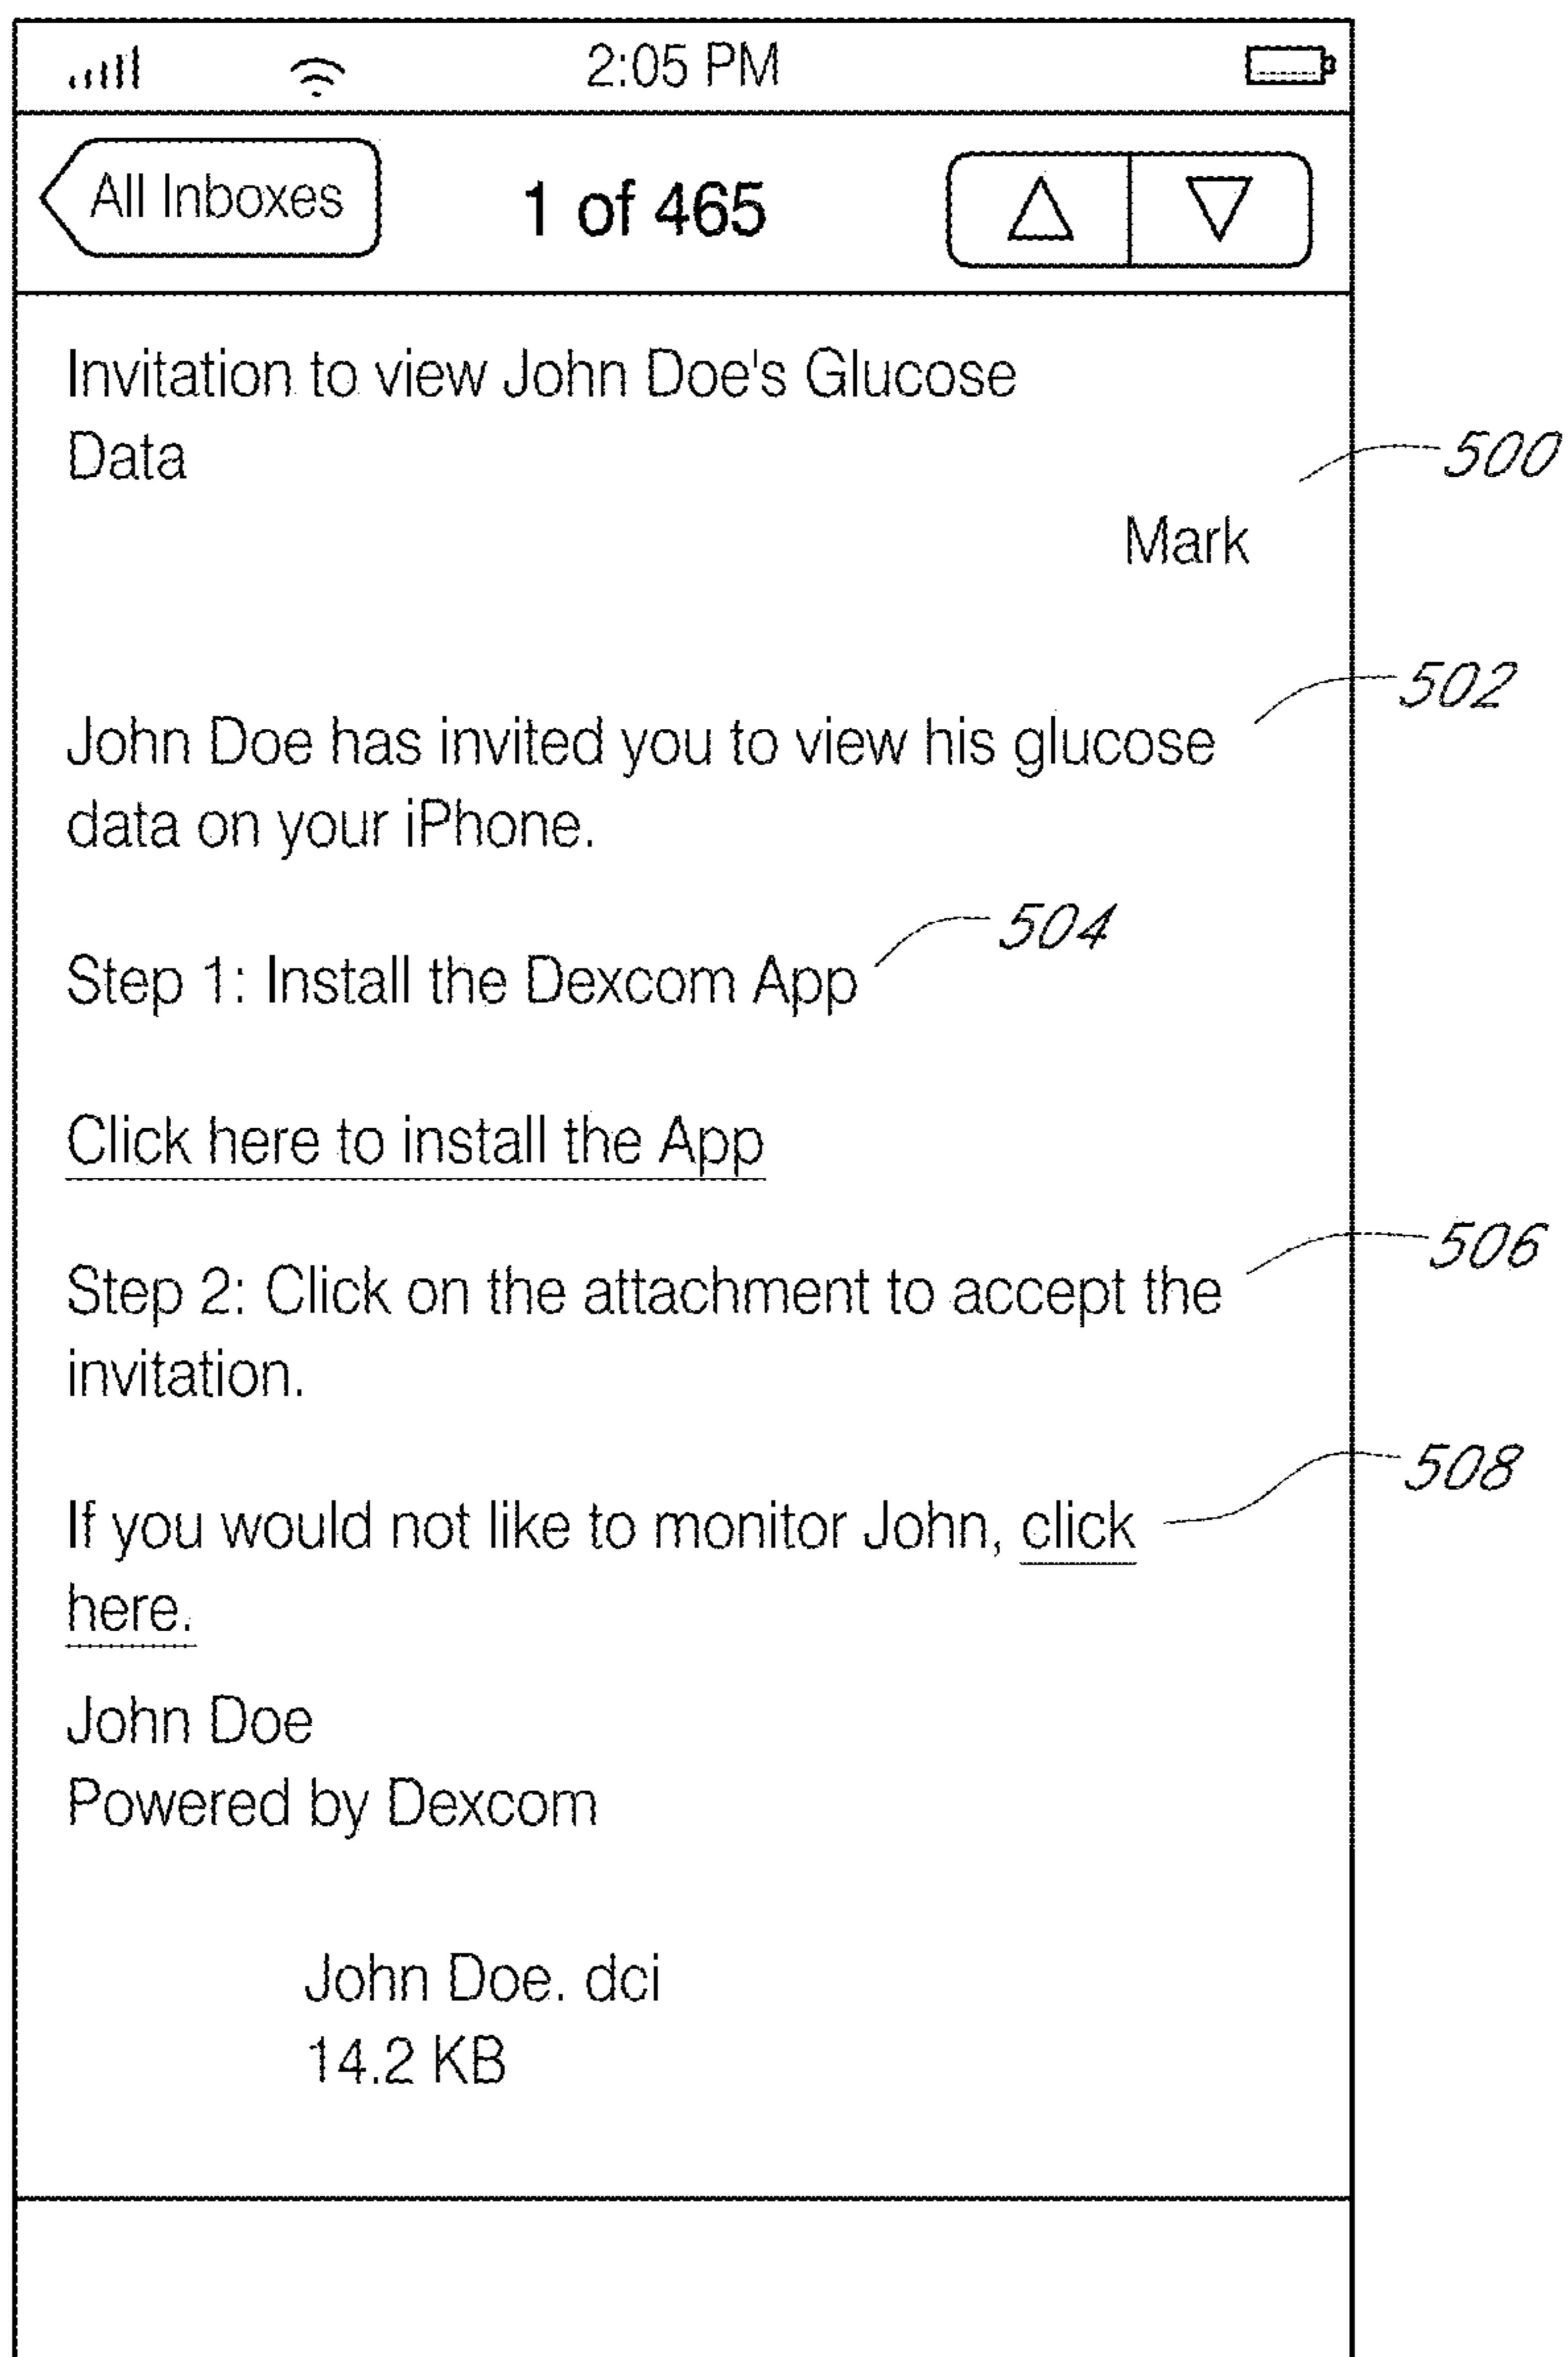 2:05 PM
All Inboxes
1 of 465
Invitation to view John Doe's Glucose
Data
500
Mark
502
John Doe has invited you to view his glucose
data on your iPhone.
504
Step 1: Install the Dexcom App
Click here to install the App
506
Step 2: Click on the attachment to accept the
invitation.
508
If you would not like to monitor John, click
here.
John Doe
Powered by Dexcom
John Doe. dci
14.2 KB